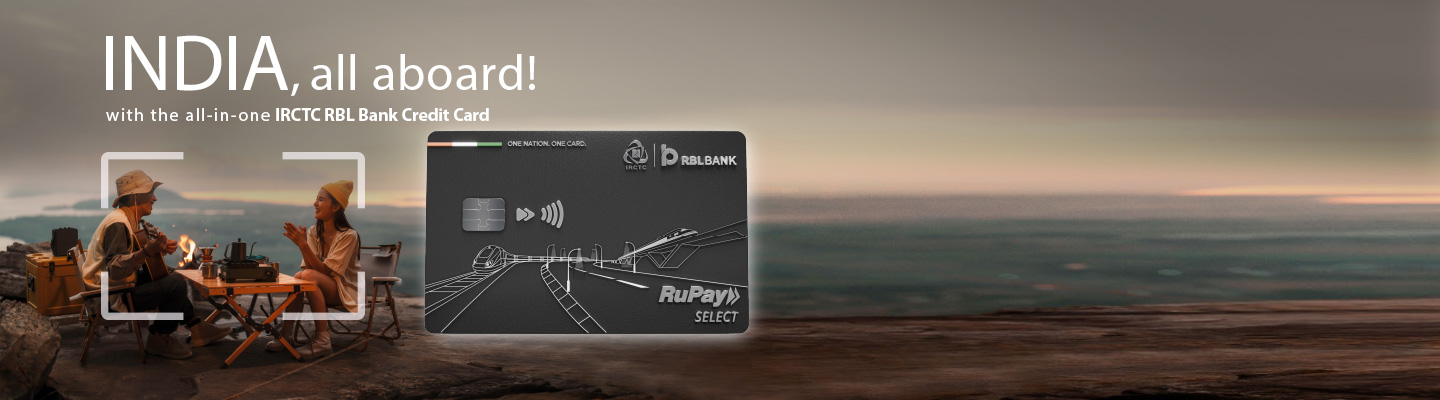 INDIA, all aboard!
with the all-in-one IRCTC RBL Bank Credit Card
ONE NATION. ONE CARD.
IRCTC
RBLBANK
RuPay
SELECT